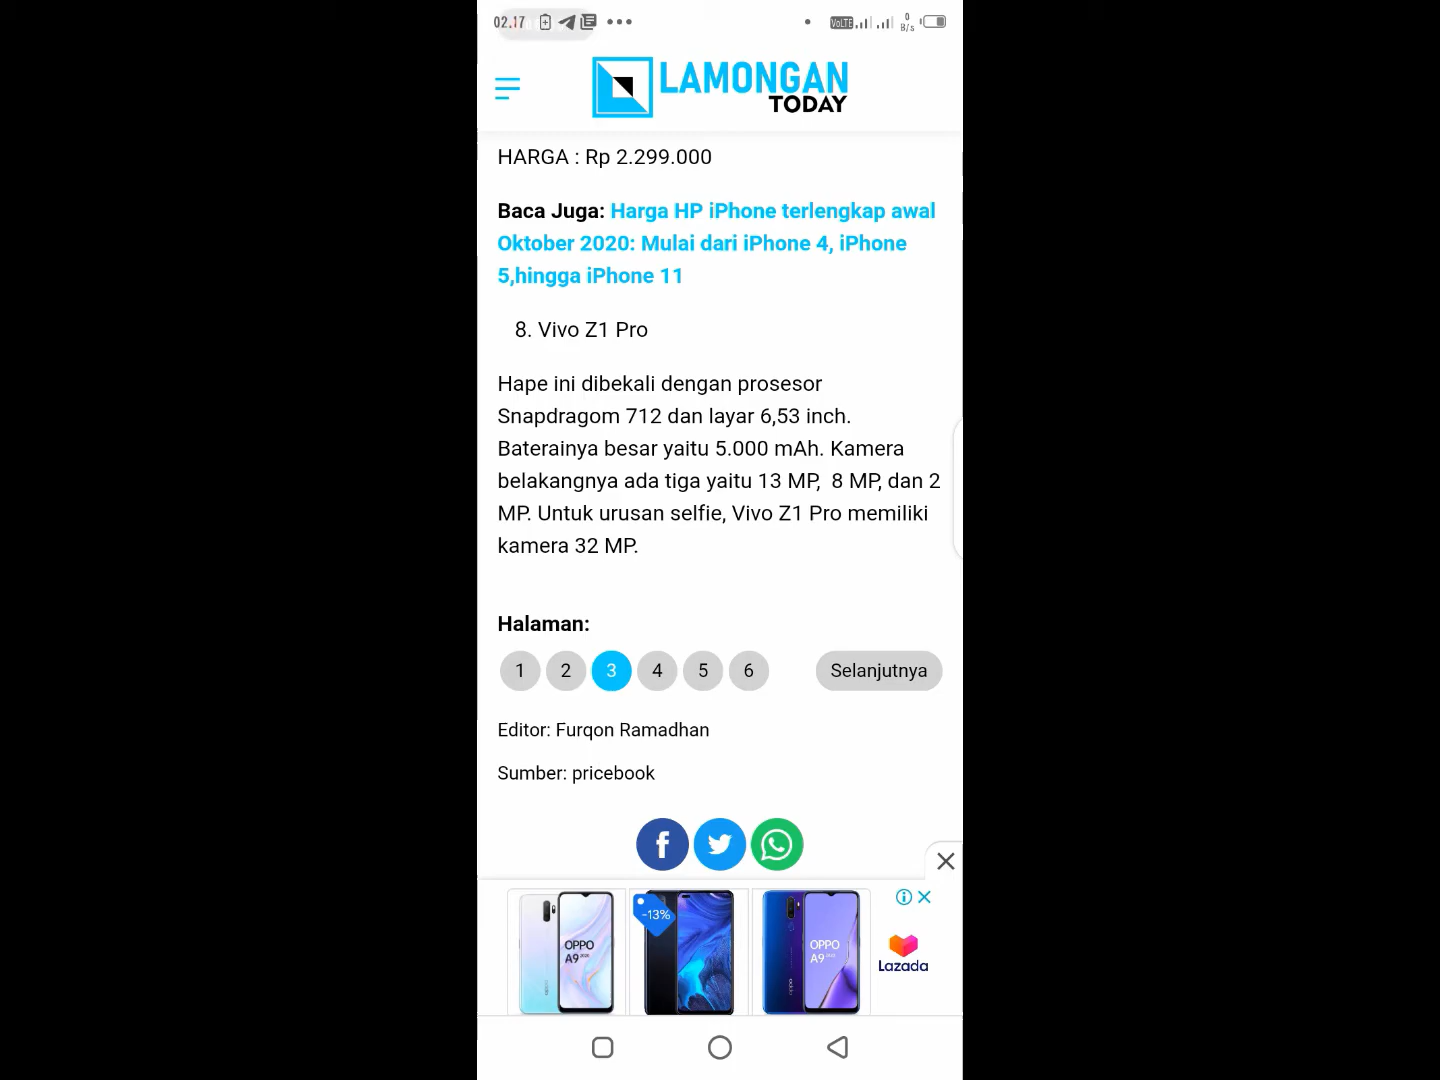 02.17
VoLTE
0
B/s
LAMONGAN
TODAY
HARGA : Rp 2.299.000
Baca Juga: Harga HP iPhone terlengkap awal
Oktober 2020: Mulai dari iPhone 4, iPhone
5,hingga iPhone 11
8. Vivo Z1 Pro
Hape ini dibekali dengan prosesor
Snapdragom 712 dan layar 6,53 inch.
Baterainya besar yaitu 5.000 mAh. Kamera
belakangnya ada tiga yaitu 13 MP,  8 MP, dan 2
MP. Untuk urusan selfie, Vivo Z1 Pro memiliki
kamera 32 MP.
Halaman:
1 2 3 4 5 6 Selanjutnya
Editor: Furqon Ramadhan
Sumber: pricebook
OPPO
A9 2020
-13%
OPPO
A9 2020
Lazada